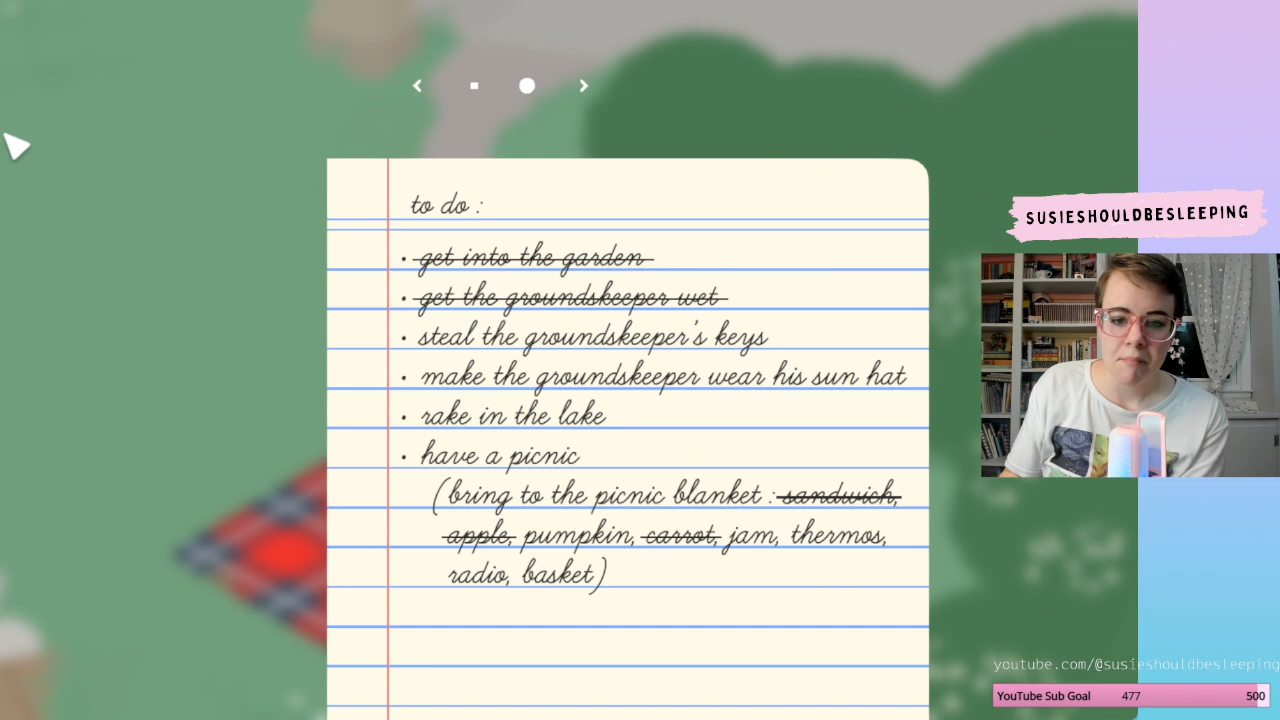 to do :
• get into the garden
• get the groundskeeper wet
• steal the groundskeeper's keys
• make the groundskeeper wear his sun hat
• rake in the lake
• have a picnic
(bring to the picnic blanket : sandwich,
apple, pumpkin, carrot, jam, thermos,
radio, basket)
SUSIESHOULDBESLEEPING
youtube.com/@susieshouldbesleeping
YouTube Sub Goal 477 500